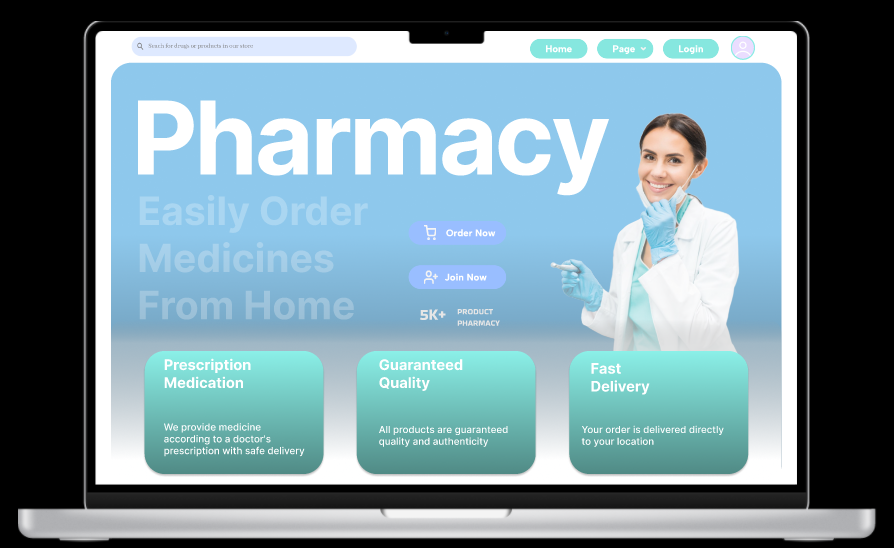 Seach for drugs or products in our store
Home
Page
Login
Pharmacy
Easily Order
Medicines
From Home
Order Now
Join Now
5K+
PRODUCT
PHARMACY
Prescription
Medication
We provide medicine
according to a doctor's
prescription with safe delivery
Guaranteed
Quality
All products are guaranteed
quality and authenticity
Fast
Delivery
Your order is delivered directly
to your location